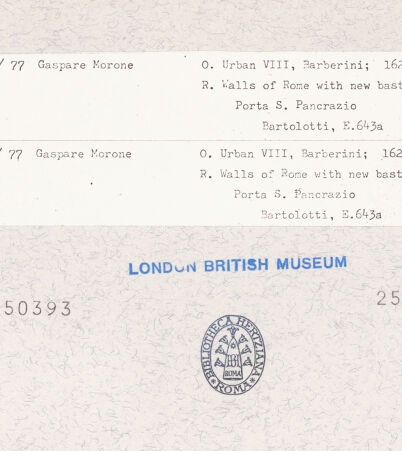 / 77 Gaspare Morone O. Urban VIII, Barberini; 162
R. Walls of Rome with new bast
Porta S. Pancrazio
Bartolotti, E.643a
/ 77 Gaspare Morone O. Urban VIII, Barberini; 162
R. Walls of Rome with new bast
Porta S. Pancrazio
Bartolotti, E.643a
LONDON BRITISH MUSEUM
50393 25
BIBLIOTHECA HERTZIANA
ROMA
ROMA